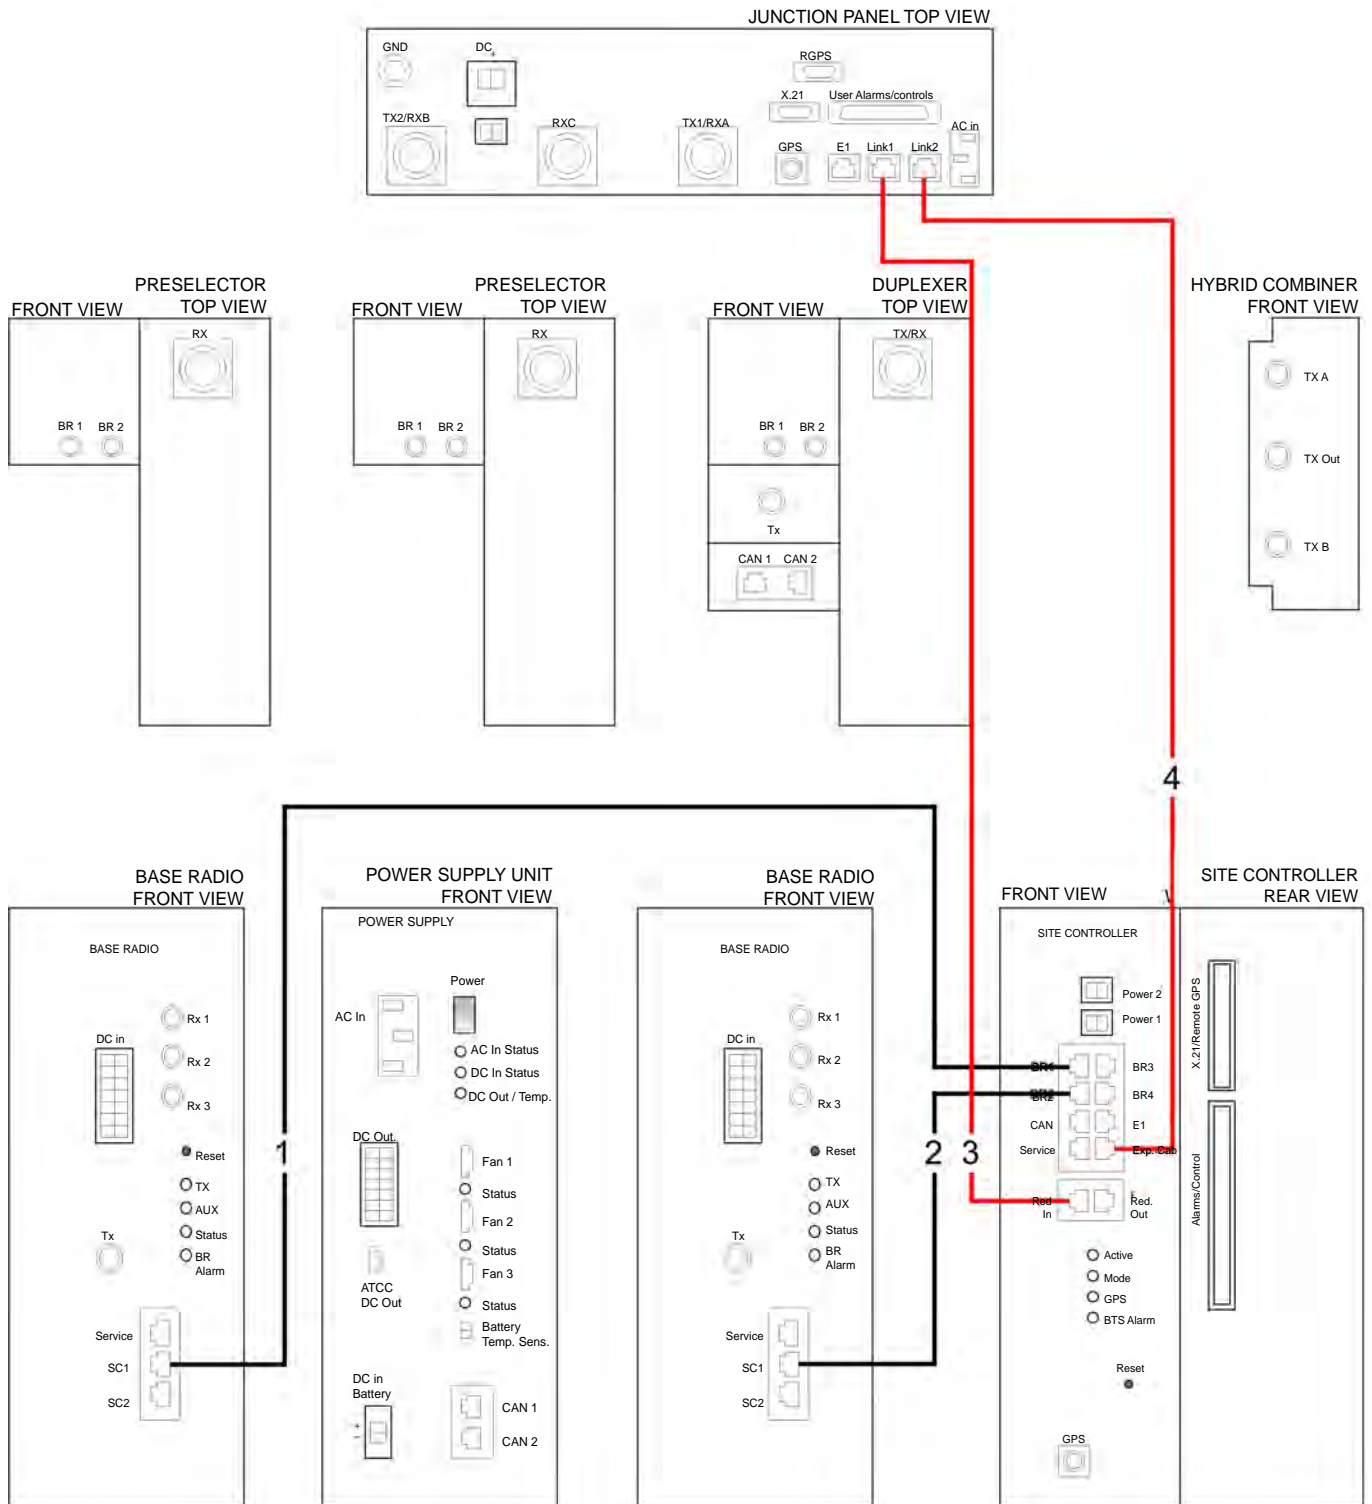 JUNCTION PANEL TOP VIEW
GND
DC
+
RGPS
X.21
User Alarms/controls
TX2/RXB
RXC
TX1/RXA
AC in
GPS
E1
Link1
Link2
PRESELECTOR
TOP VIEW
FRONT VIEW
RX
BR 1
BR 2
PRESELECTOR
TOP VIEW
FRONT VIEW
RX
BR 1
BR 2
DUPLEXER
TOP VIEW
FRONT VIEW
TX/RX
BR 1
BR 2
Tx
CAN 1
CAN 2
HYBRID COMBINER
FRONT VIEW
TX A
TX Out
TX B
4
BASE RADIO
FRONT VIEW
BASE RADIO
Rx 1
DC in
Rx 2
Rx 3
Reset
TX
AUX
Status
Tx
BR
Alarm
Service
SC1
SC2
1
POWER SUPPLY UNIT
FRONT VIEW
POWER SUPPLY
Power
AC In
AC In Status
DC In Status
DC Out / Temp.
DC Out.
Fan 1
Status
Fan 2
Status
Fan 3
ATCC
DC Out
Status
Battery
Temp. Sens.
DC in
Battery
+
−
CAN 1
CAN 2
BASE RADIO
FRONT VIEW
BASE RADIO
Rx 1
DC in
Rx 2
Rx 3
Reset
TX
AUX
Status
Tx
BR
Alarm
Service
SC1
SC2
2
3
FRONT VIEW
SITE CONTROLLER
Power 2
Power 1
BR1
BR3
BR2
BR4
CAN
E1
Service
Exp. Cab
Red
In
Red.
Out
Active
Mode
GPS
BTS Alarm
Reset
GPS
SITE CONTROLLER
REAR VIEW
X.21/Remote GPS
Alarms/Control